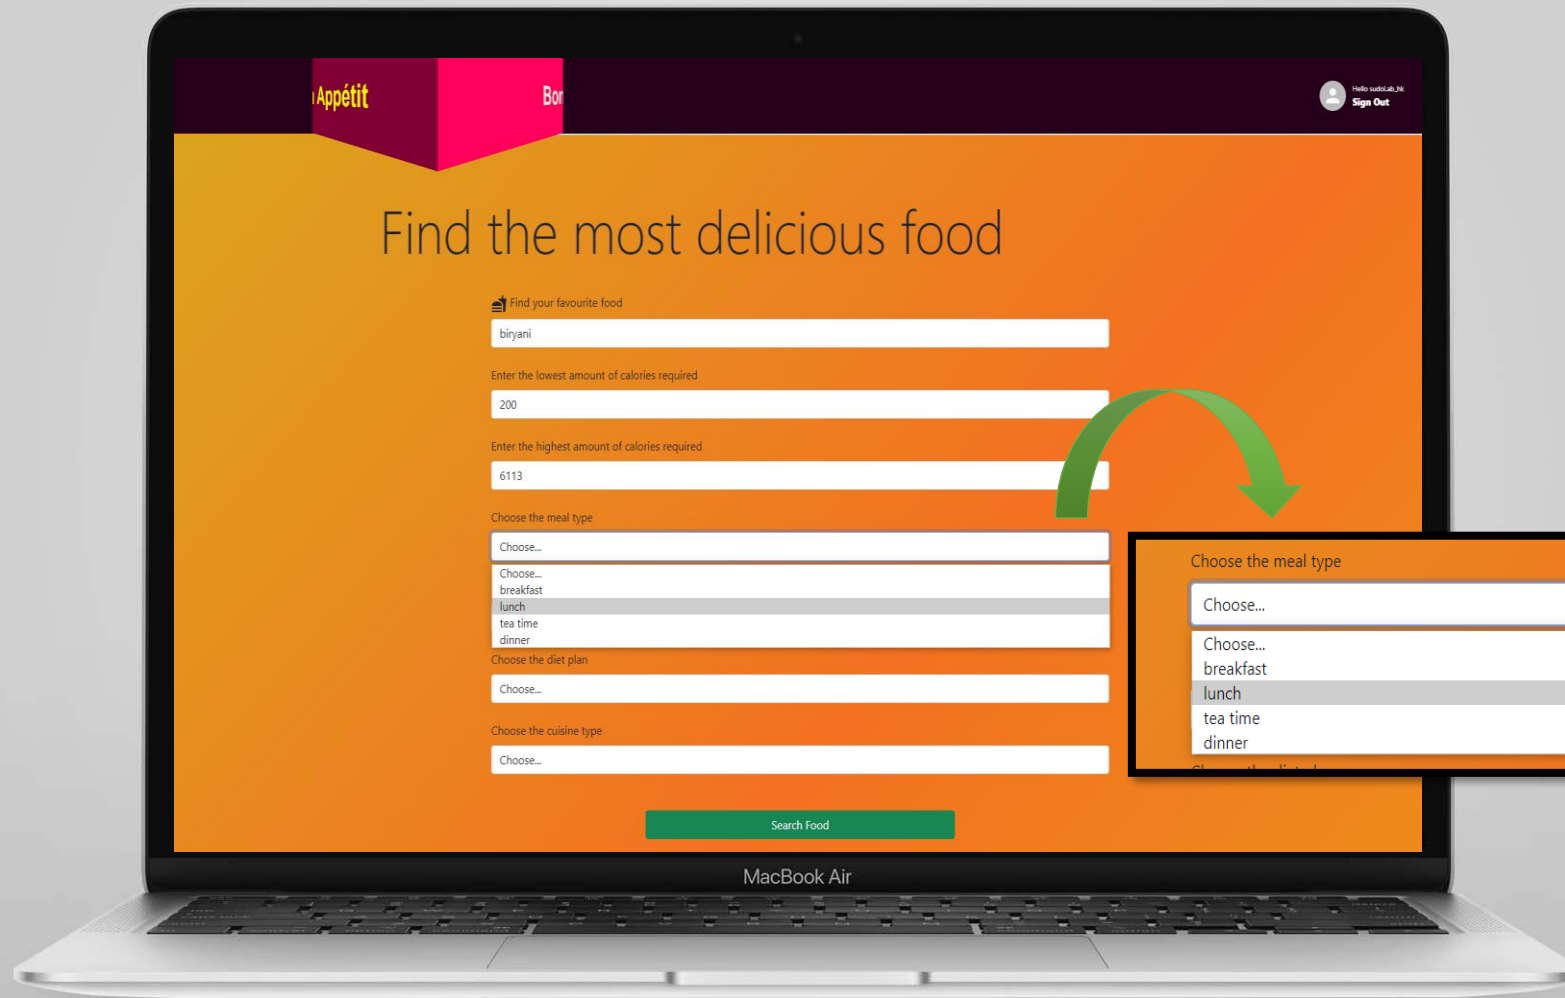 Appétit
Bon
Hello sudoLab_hk
Sign Out
Find the most delicious food
Find your favourite food
biryani
Enter the lowest amount of calories required
200
Enter the highest amount of calories required
6113
Choose the meal type
Choose...
Choose...
breakfast
lunch
tea time
dinner
Choose the diet plan
Choose...
Choose the cuisine type
Choose...
Search Food
Choose the meal type
Choose...
Choose...
breakfast
lunch
tea time
dinner
MacBook Air